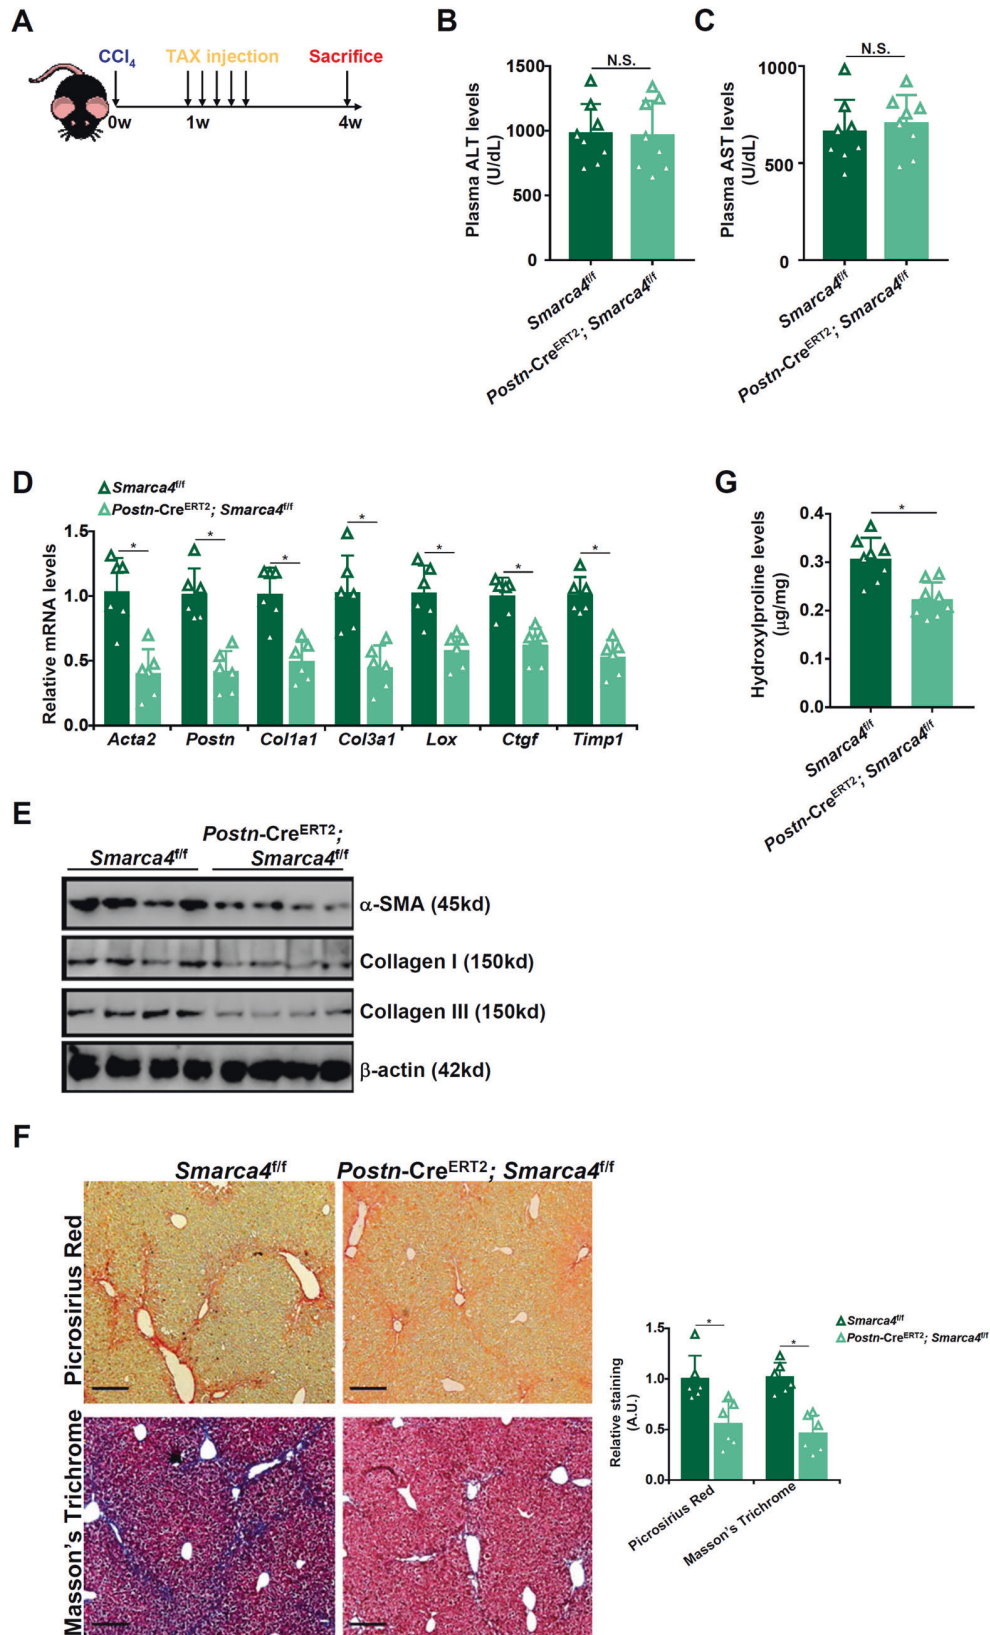 A
CCl4
TAX injection
Sacrifice
0w
1w
4w
B
Plasma ALT levels
(U/dL)
1500
1000
500
0
N.S.
Smarca4f/f
Postn-CreERT2; Smarca4f/f
C
Plasma AST levels
(U/dL)
1000
500
0
N.S.
Smarca4f/f
Postn-CreERT2; Smarca4f/f
D
Smarca4f/f
Postn-CreERT2; Smarca4f/f
Relative mRNA levels
1.5
1.0
0.5
0.0
* * * * * * *
Acta2 Postn Col1a1 Col3a1 Lox Ctgf Timp1
G
Hydroxylproline levels
(μg/mg)
0.4
0.3
0.2
0.1
0.0
*
Smarca4f/f
Postn-CreERT2; Smarca4f/f
E
Postn-CreERT2;
Smarca4f/f Smarca4f/f
α-SMA (45kd)
Collagen I (150kd)
Collagen III (150kd)
β-actin (42kd)
F
Smarca4f/f Postn-CreERT2; Smarca4f/f
Picrosirius Red
Masson's Trichrome
Smarca4f/f
Postn-CreERT2; Smarca4f/f
Relative staining
(A.U.)
1.5
1.0
0.5
0.0
* *
Picrosirius Red
Masson's Trichrome